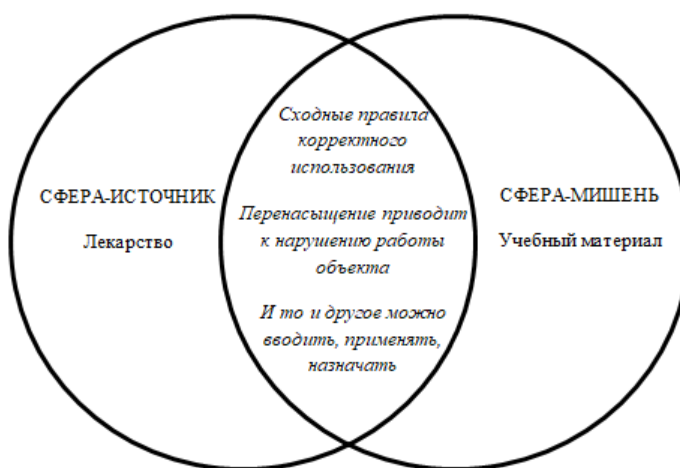 СФЕРА-ИСТОЧНИК
Лекарство
Сходные правила
корректного
использования
Перенасыщение приводит
к нарушению работы
объекта
И то и другое можно
вводить, применять,
назначать
СФЕРА-МИШЕНЬ
Учебный материал